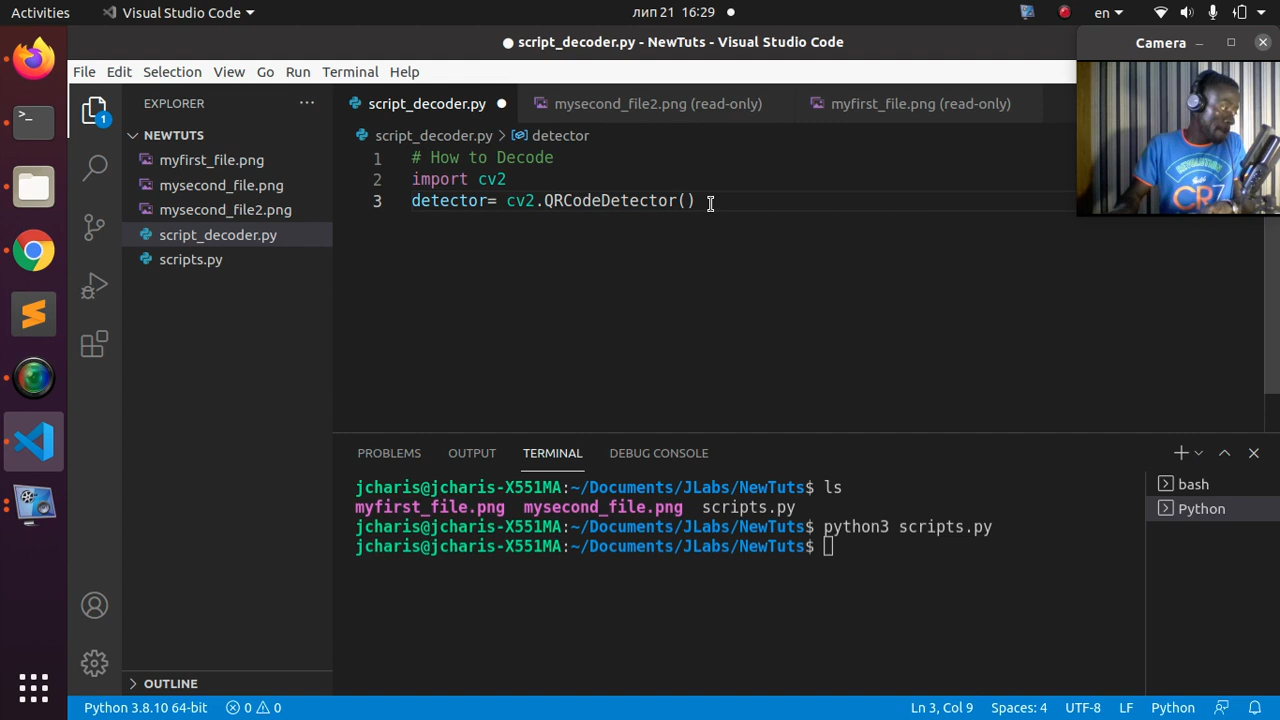 Activities
Visual Studio Code
лип 21 16:29
en
script_decoder.py - NewTuts - Visual Studio Code
Camera
File Edit Selection View Go Run Terminal Help
EXPLORER
script_decoder.py
mysecond_file2.png (read-only)
myfirst_file.png (read-only)
NEWTUTS
script_decoder.py > detector
myfirst_file.png
mysecond_file.png
mysecond_file2.png
script_decoder.py
scripts.py
1 # How to Decode
2 import cv2
3 detector= cv2.QRCodeDetector()
REVOLUTION
CR7
1
PROBLEMS OUTPUT TERMINAL DEBUG CONSOLE
jcharis@jcharis-X551MA:~/Documents/JLabs/NewTuts$ ls
myfirst_file.png mysecond_file.png scripts.py
jcharis@jcharis-X551MA:~/Documents/JLabs/NewTuts$ python3 scripts.py
jcharis@jcharis-X551MA:~/Documents/JLabs/NewTuts$
bash
Python
OUTLINE
Python 3.8.10 64-bit 0 0
Ln 3, Col 9 Spaces: 4 UTF-8 LF Python